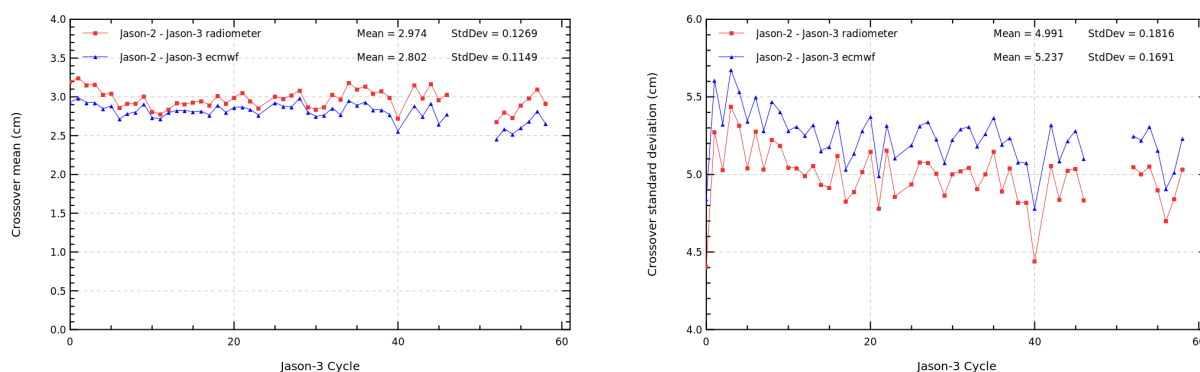 4.0
3.5
3.0
2.5
2.0
1.5
1.0
0.5
0.0
Crossover mean (cm)
Jason-2 - Jason-3 radiometer Mean = 2.974 StdDev = 0.1269
Jason-2 - Jason-3 ecmwf Mean = 2.802 StdDev = 0.1149
0 20 40 60
Jason-3 Cycle
6.0
5.5
5.0
4.5
4.0
Crossover standard deviation (cm)
Jason-2 - Jason-3 radiometer Mean = 4.991 StdDev = 0.1816
Jason-2 - Jason-3 ecmwf Mean = 5.237 StdDev = 0.1691
0 20 40 60
Jason-3 Cycle